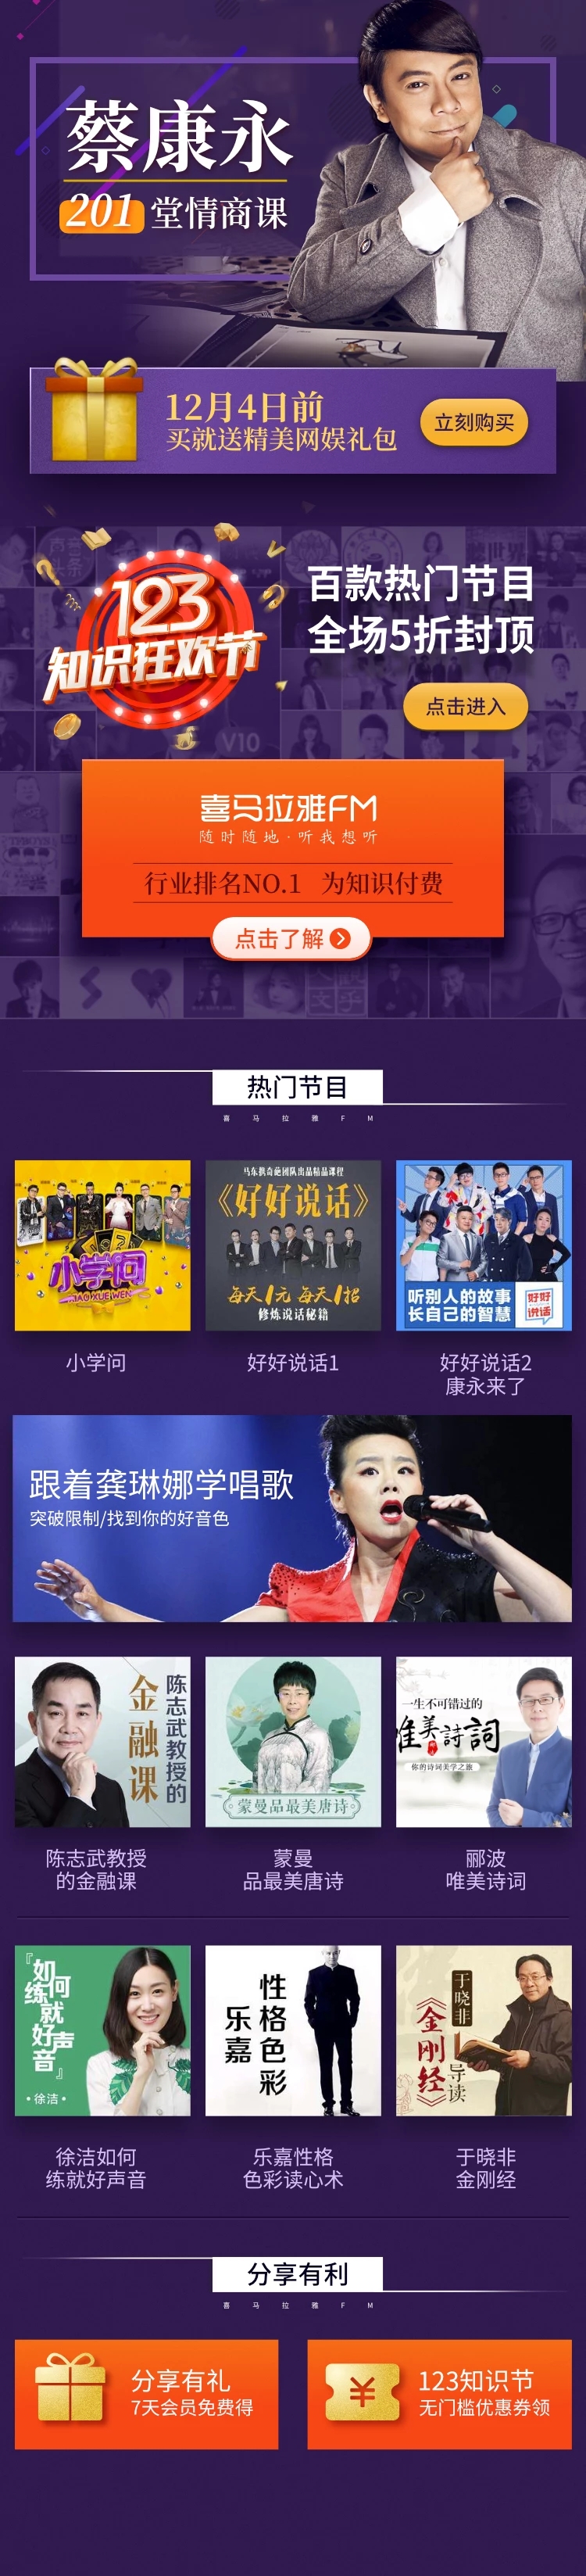 蔡康永
201 堂情商课
12月4日前
买就送精美网娱礼包
立刻购买
123
知识狂欢节
百款热门节目
全场5折封顶
点击进入
V10
喜马拉雅FM
随时随地·听我想听
行业排名NO.1 为知识付费
点击了解
热门节目
喜马拉雅FM
马东携奇葩团队出品精品课程
《好好说话》
每天1元 每天1招
修炼说话秘籍
小学问
XIAO XUE WEN
听别人的故事
长自己的智慧
好好
说话
小学问
好好说话1
好好说话2
康永来了
跟着龚琳娜学唱歌
突破限制/找到你的好音色
陈志武教授的
金融课
蒙曼品最美唐诗
一生不可错过的
唯美詩詞
你的诗词美学之旅
陈志武教授
的金融课
蒙曼
品最美唐诗
郦波
唯美诗词
『如何
练就
好声
音』
•徐洁•
性格色彩
乐嘉
于晓非
《金刚经》
导读
徐洁如何
练就好声音
乐嘉性格
色彩读心术
于晓非
金刚经
分享有利
喜马拉雅FM
分享有礼
7天会员免费得
¥
123知识节
无门槛优惠券领